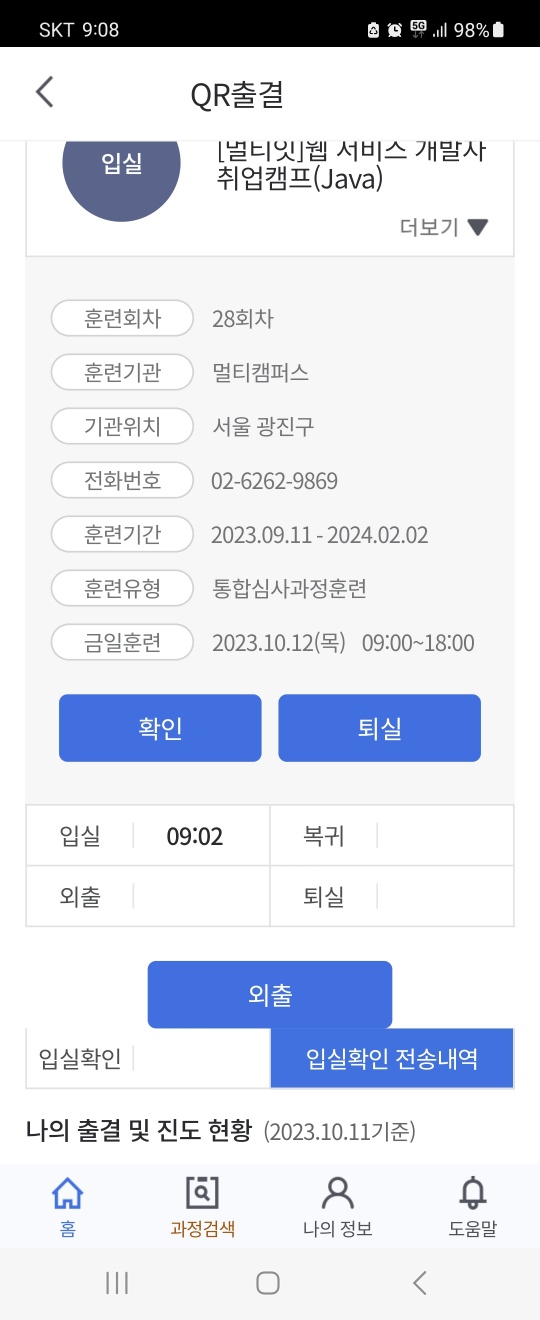 SKT 9:08
5G
98%
QR출결
입실
[멀티잇]웹 서비스 개발자
취업캠프(Java)
더보기 ▼
훈련회차 28회차
훈련기관 멀티캠퍼스
기관위치 서울 광진구
전화번호 02-6262-9869
훈련기간 2023.09.11 - 2024.02.02
훈련유형 통합심사과정훈련
금일훈련 2023.10.12(목) 09:00~18:00
확인 퇴실
입실 09:02 복귀
외출 퇴실
외출
입실확인 입실확인 전송내역
나의 출결 및 진도 현황 (2023.10.11기준)
홈 과정검색 나의 정보 도움말